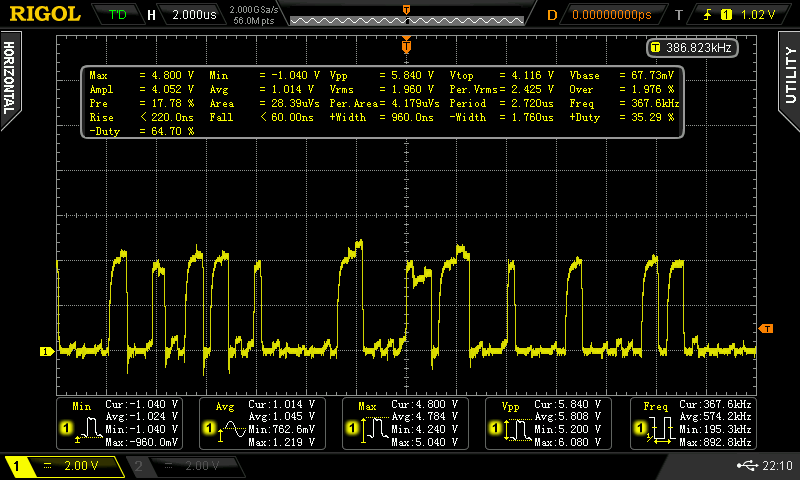 RIGOL T'D H 2.000us 2.000GSa/s D 0.00000000ps T 1 1.02 V
56.0M pts
T
HORIZONTAL
UTILITY
T 386.823kHz
Max = 4.800 V Min = -1.040 V Vpp = 5.840 V Vtop = 4.116 V Vbase = 67.73mV
Ampl = 4.052 V Avg = 1.014 V Vrms = 1.960 V Per.Vrms= 2.425 V Over = 1.976 %
Pre = 17.78 % Area = 28.39uVs Per.Area= 4.179uVs Period = 2.720us Freq = 367.6kHz
Rise < 220.0ns Fall < 60.00ns +Width = 960.0ns -Width = 1.760us +Duty = 35.29 %
-Duty = 64.70 %
T
1
Min Cur:-1.040 V Avg Cur:1.014 V Max Cur:4.800 V Vpp Cur:5.840 V Freq Cur:367.6kHz
Avg:-1.024 V Avg:1.045 V Avg:4.784 V Avg:5.808 V Avg:574.2kHz
1 Min:-1.040 V 1 Min:762.6mV 1 Min:4.240 V 1 Min:5.200 V 1 Min:195.3kHz
Max:-960.0mV Max:1.219 V Max:5.040 V Max:6.080 V Max:892.8kHz
1 = 2.00 V 2 = 2.00 V 22:10